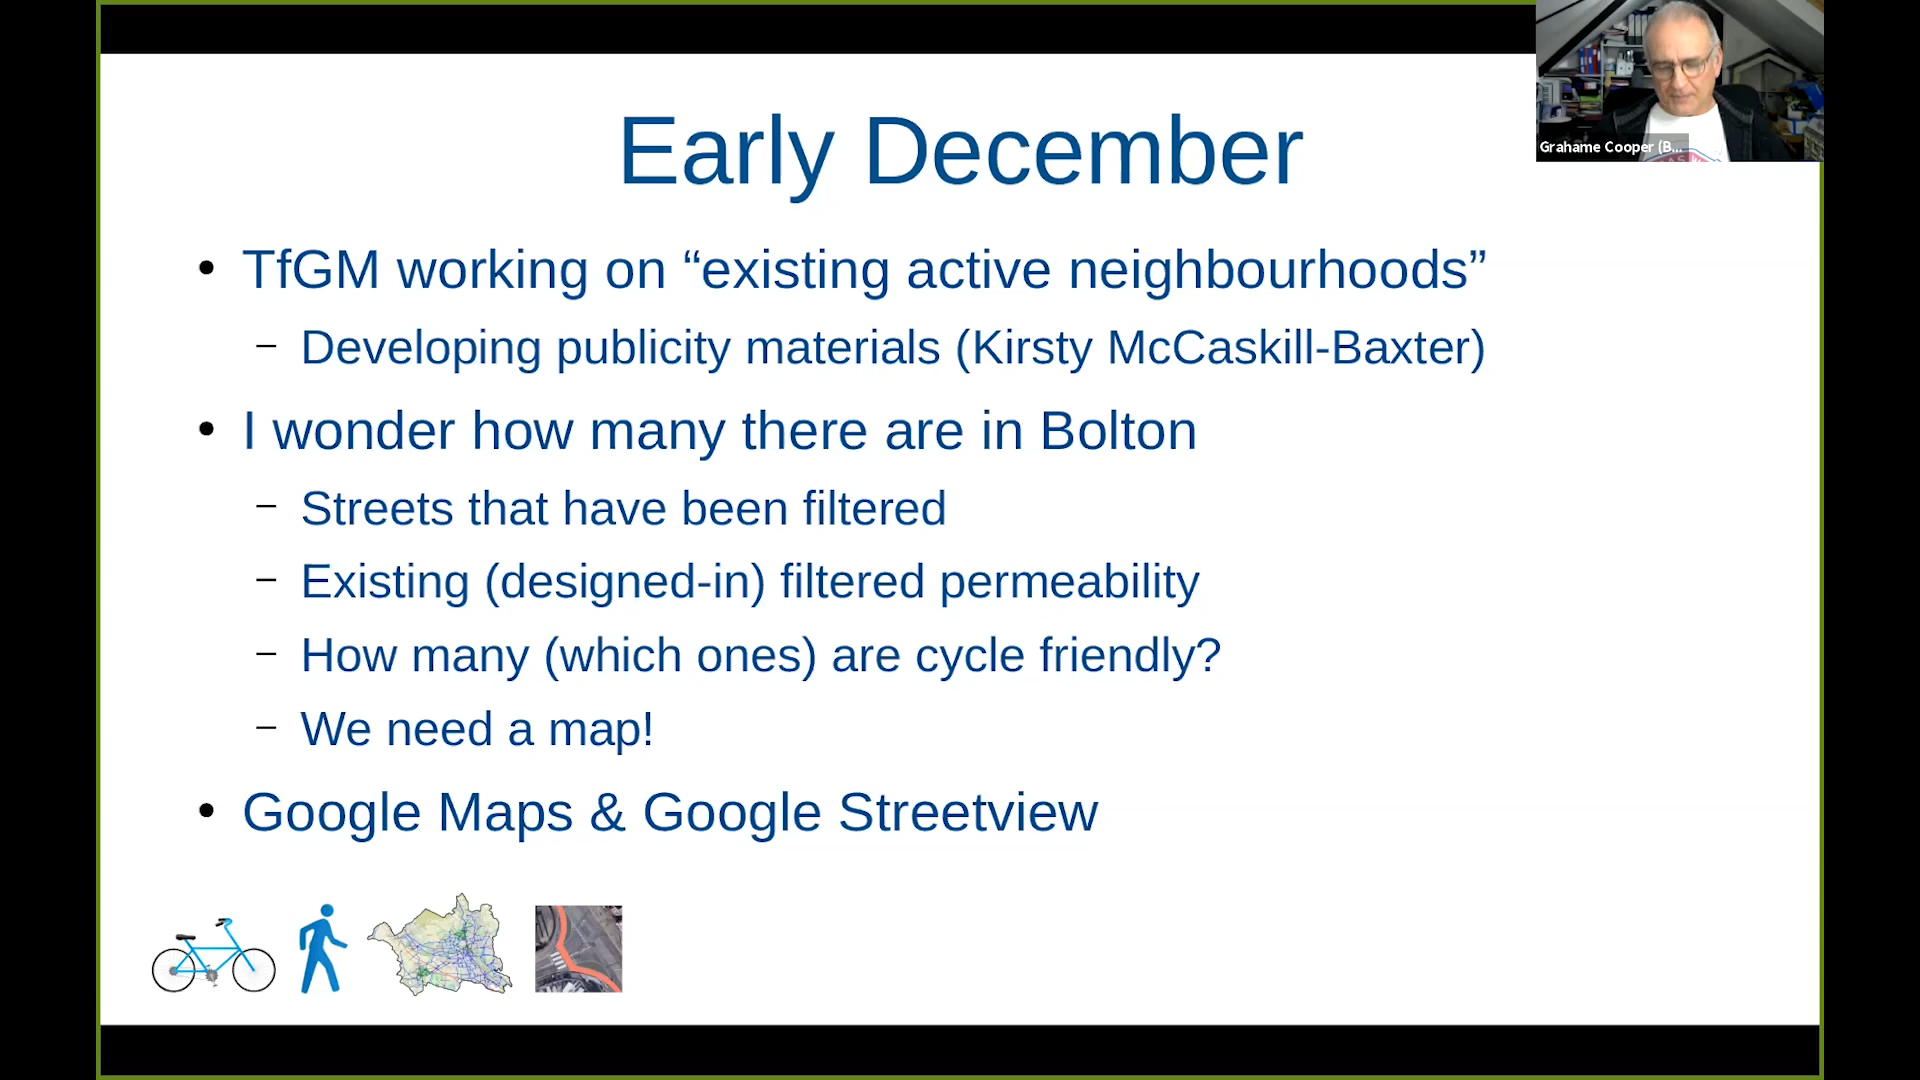 Early December
Grahame Cooper (B...
• TfGM working on “existing active neighbourhoods”
– Developing publicity materials (Kirsty McCaskill-Baxter)
• I wonder how many there are in Bolton
– Streets that have been filtered
– Existing (designed-in) filtered permeability
– How many (which ones) are cycle friendly?
– We need a map!
• Google Maps & Google Streetview